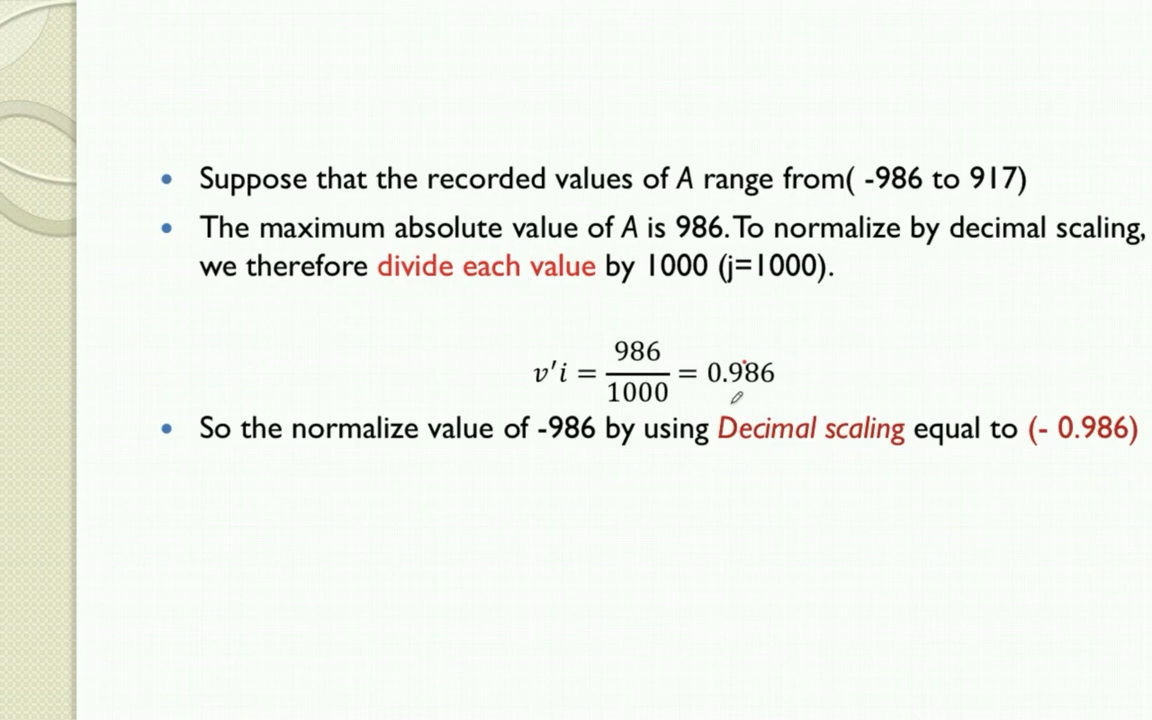 • Suppose that the recorded values of A range from( -986 to 917)
• The maximum absolute value of A is 986. To normalize by decimal scaling,
we therefore divide each value by 1000 (j=1000).
v'i = 986/1000 = 0.986
• So the normalize value of -986 by using Decimal scaling equal to (- 0.986)